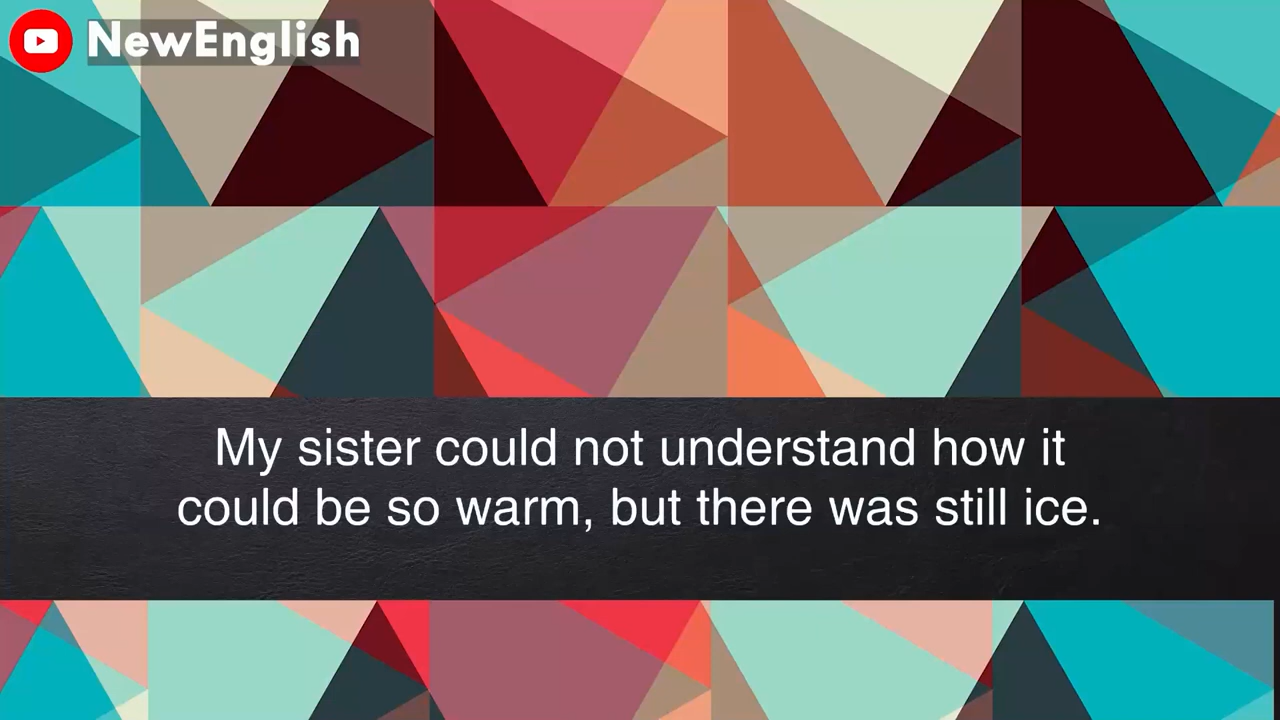 NewEnglish
My sister could not understand how it
could be so warm, but there was still ice.